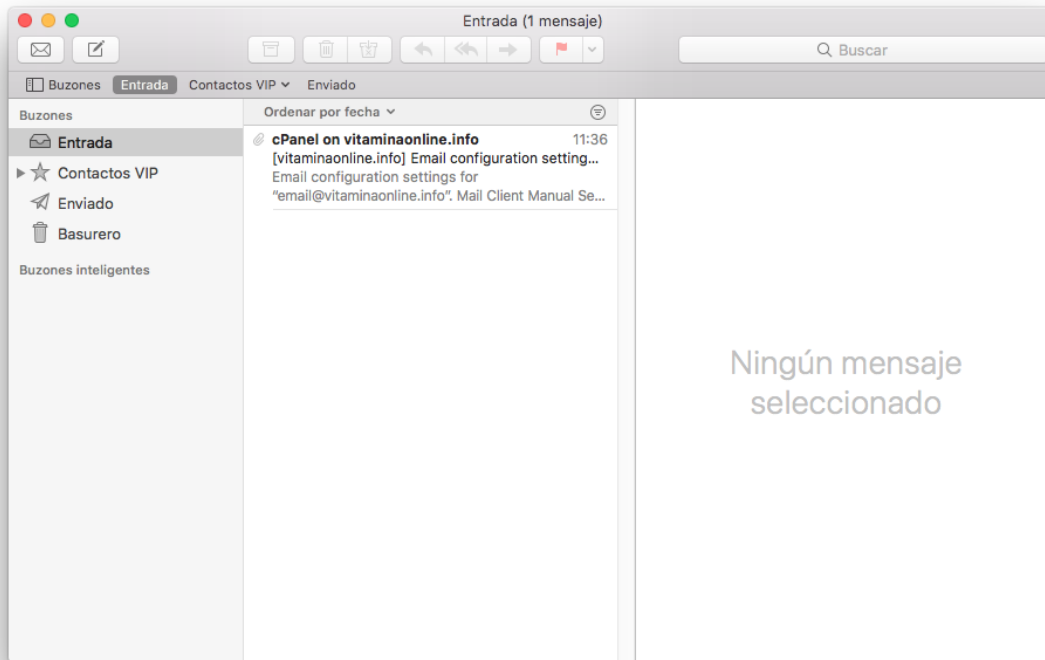 Entrada (1 mensaje)
Buscar
Buzones Entrada Contactos VIP Enviado
Buzones
Entrada
Contactos VIP
Enviado
Basurero
Buzones inteligentes
Ordenar por fecha
cPanel on vitaminaonline.info 11:36
[vitaminaonline.info] Email configuration setting...
Email configuration settings for
“email@vitaminaonline.info”. Mail Client Manual Se...
Ningún mensaje
seleccionado